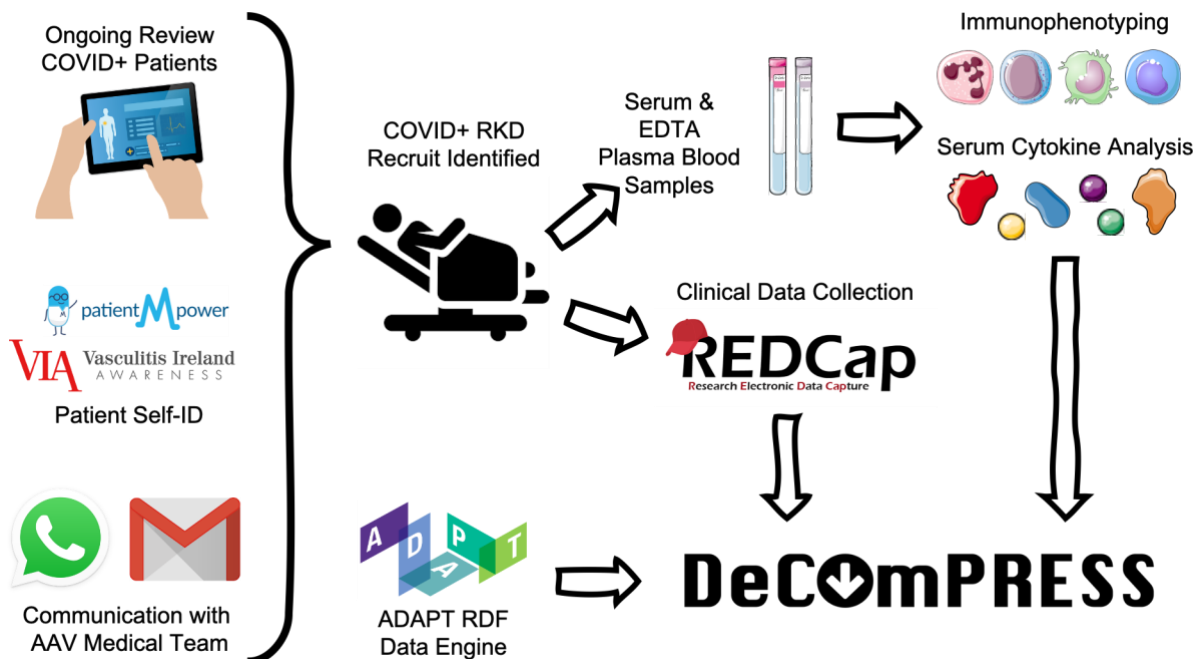 Ongoing Review
COVID+ Patients
patientMpower
VIA Vasculitis Ireland
AWARENESS
Patient Self-ID
Communication with
AAV Medical Team
COVID+ RKD
Recruit Identified
Serum &
EDTA
Plasma Blood
Samples
Immunophenotyping
Serum Cytokine Analysis
Clinical Data Collection
REDCap
Research Electronic Data Capture
ADAPT
ADAPT RDF
Data Engine
DeCOmPRESS